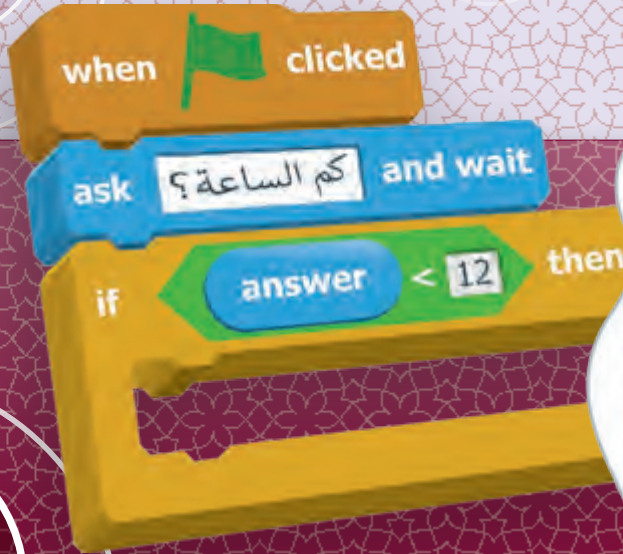 when clicked
ask كم الساعة؟ and wait
if answer < 12 then